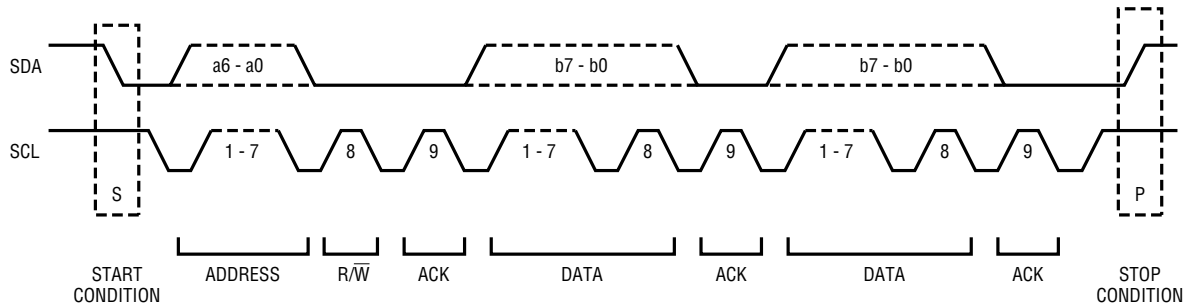 SDA a6 - a0 b7 - b0 b7 - b0
SCL 1 - 7 8 9 1 - 7 8 9 1 - 7 8 9
S P
START CONDITION ADDRESS R/W̅ ACK DATA ACK DATA ACK STOP CONDITION